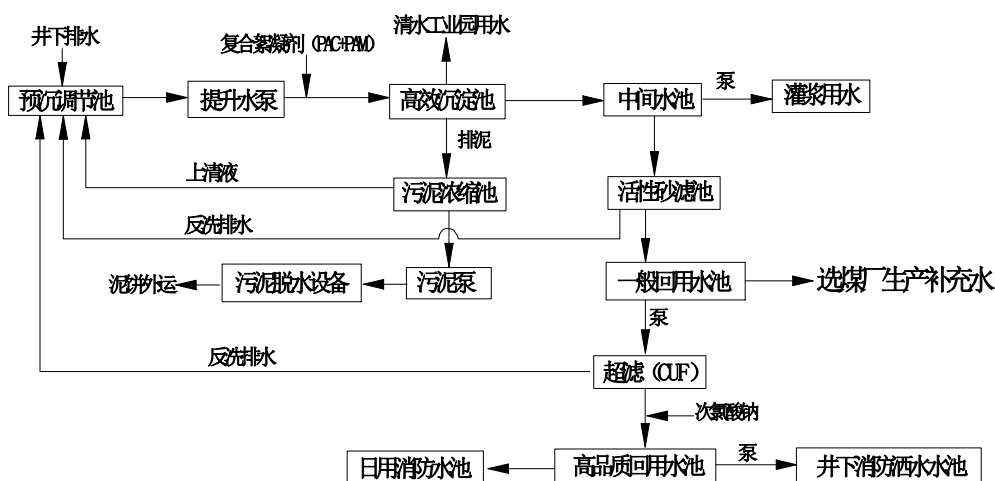 井下排水
复合絮凝剂（PAC+PAM）
清水工业园用水
预沉调节池
提升水泵
高效沉淀池
中间水池
泵
灌浆用水
排泥
上清液
污泥浓缩池
活性砂滤池
反洗排水
泥饼外运
污泥脱水设备
污泥泵
一般回用水池
选煤厂生产补充水
泵
反洗排水
超滤（CUF）
次氯酸钠
日用消防水池
高品质回用水池
泵
井下消防洒水水池